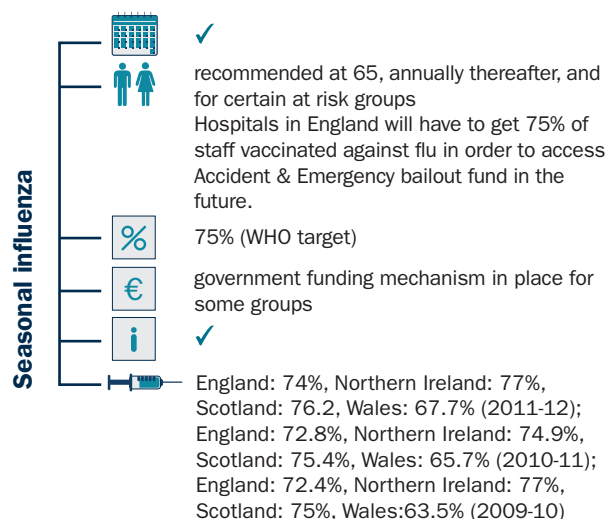 Seasonal influenza
✓
recommended at 65, annually thereafter, and
for certain at risk groups
Hospitals in England will have to get 75% of
staff vaccinated against flu in order to access
Accident & Emergency bailout fund in the
future.
%
75% (WHO target)
€
government funding mechanism in place for
some groups
i
✓
England: 74%, Northern Ireland: 77%,
Scotland: 76.2, Wales: 67.7% (2011-12);
England: 72.8%, Northern Ireland: 74.9%,
Scotland: 75.4%, Wales: 65.7% (2010-11);
England: 72.4%, Northern Ireland: 77%,
Scotland: 75%, Wales:63.5% (2009-10)